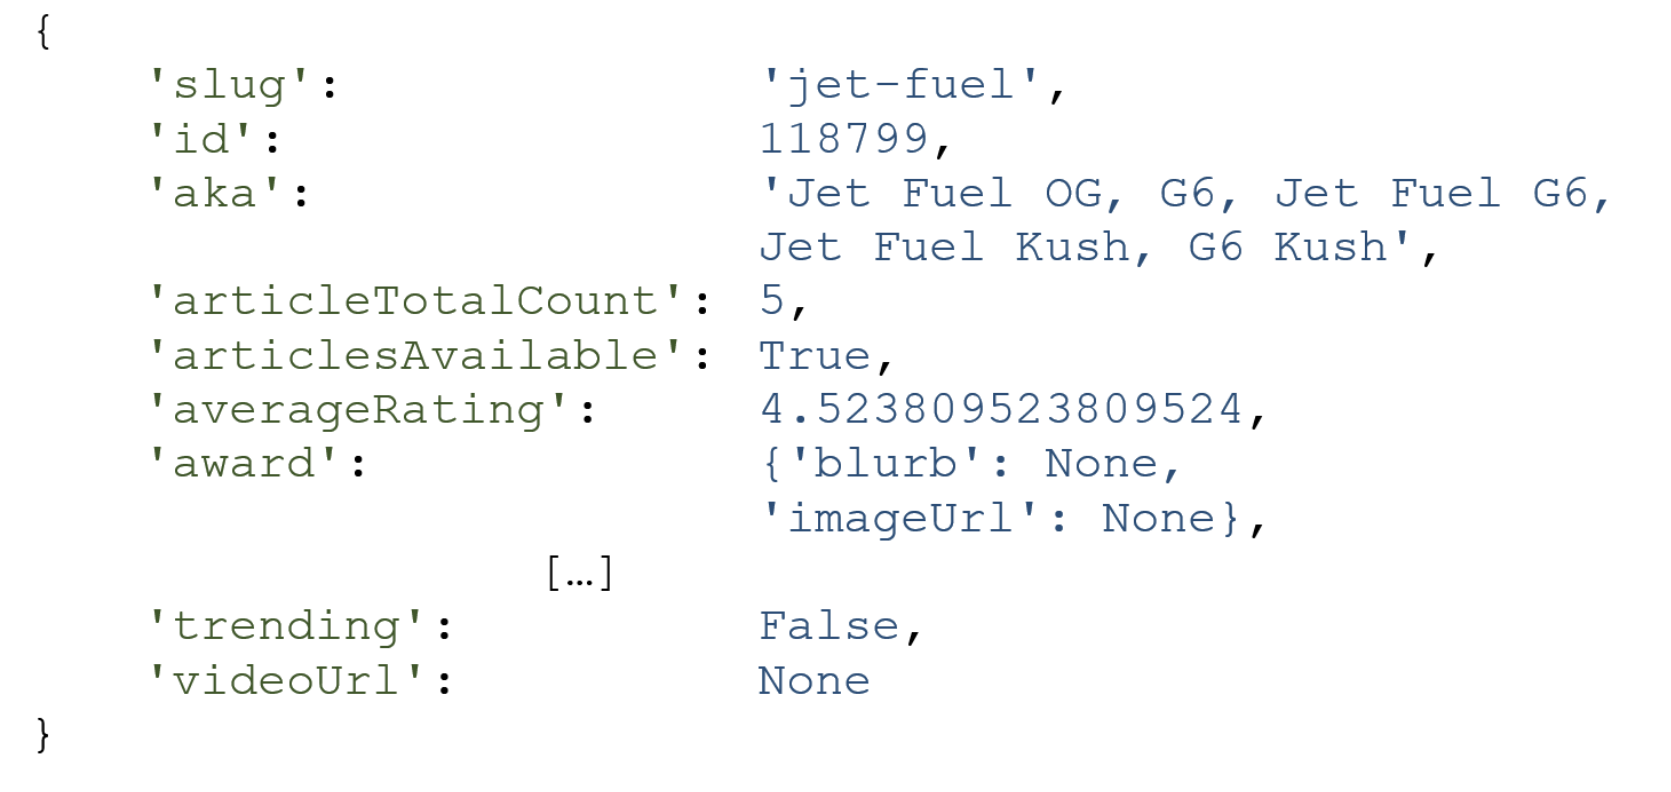 {
'slug': 'jet-fuel',
'id': 118799,
'aka': 'Jet Fuel OG, G6, Jet Fuel G6,
Jet Fuel Kush, G6 Kush',
'articleTotalCount': 5,
'articlesAvailable': True,
'averageRating': 4.523809523809524,
'award': {'blurb': None,
'imageUrl': None},
[…]
'trending': False,
'videoUrl': None
}